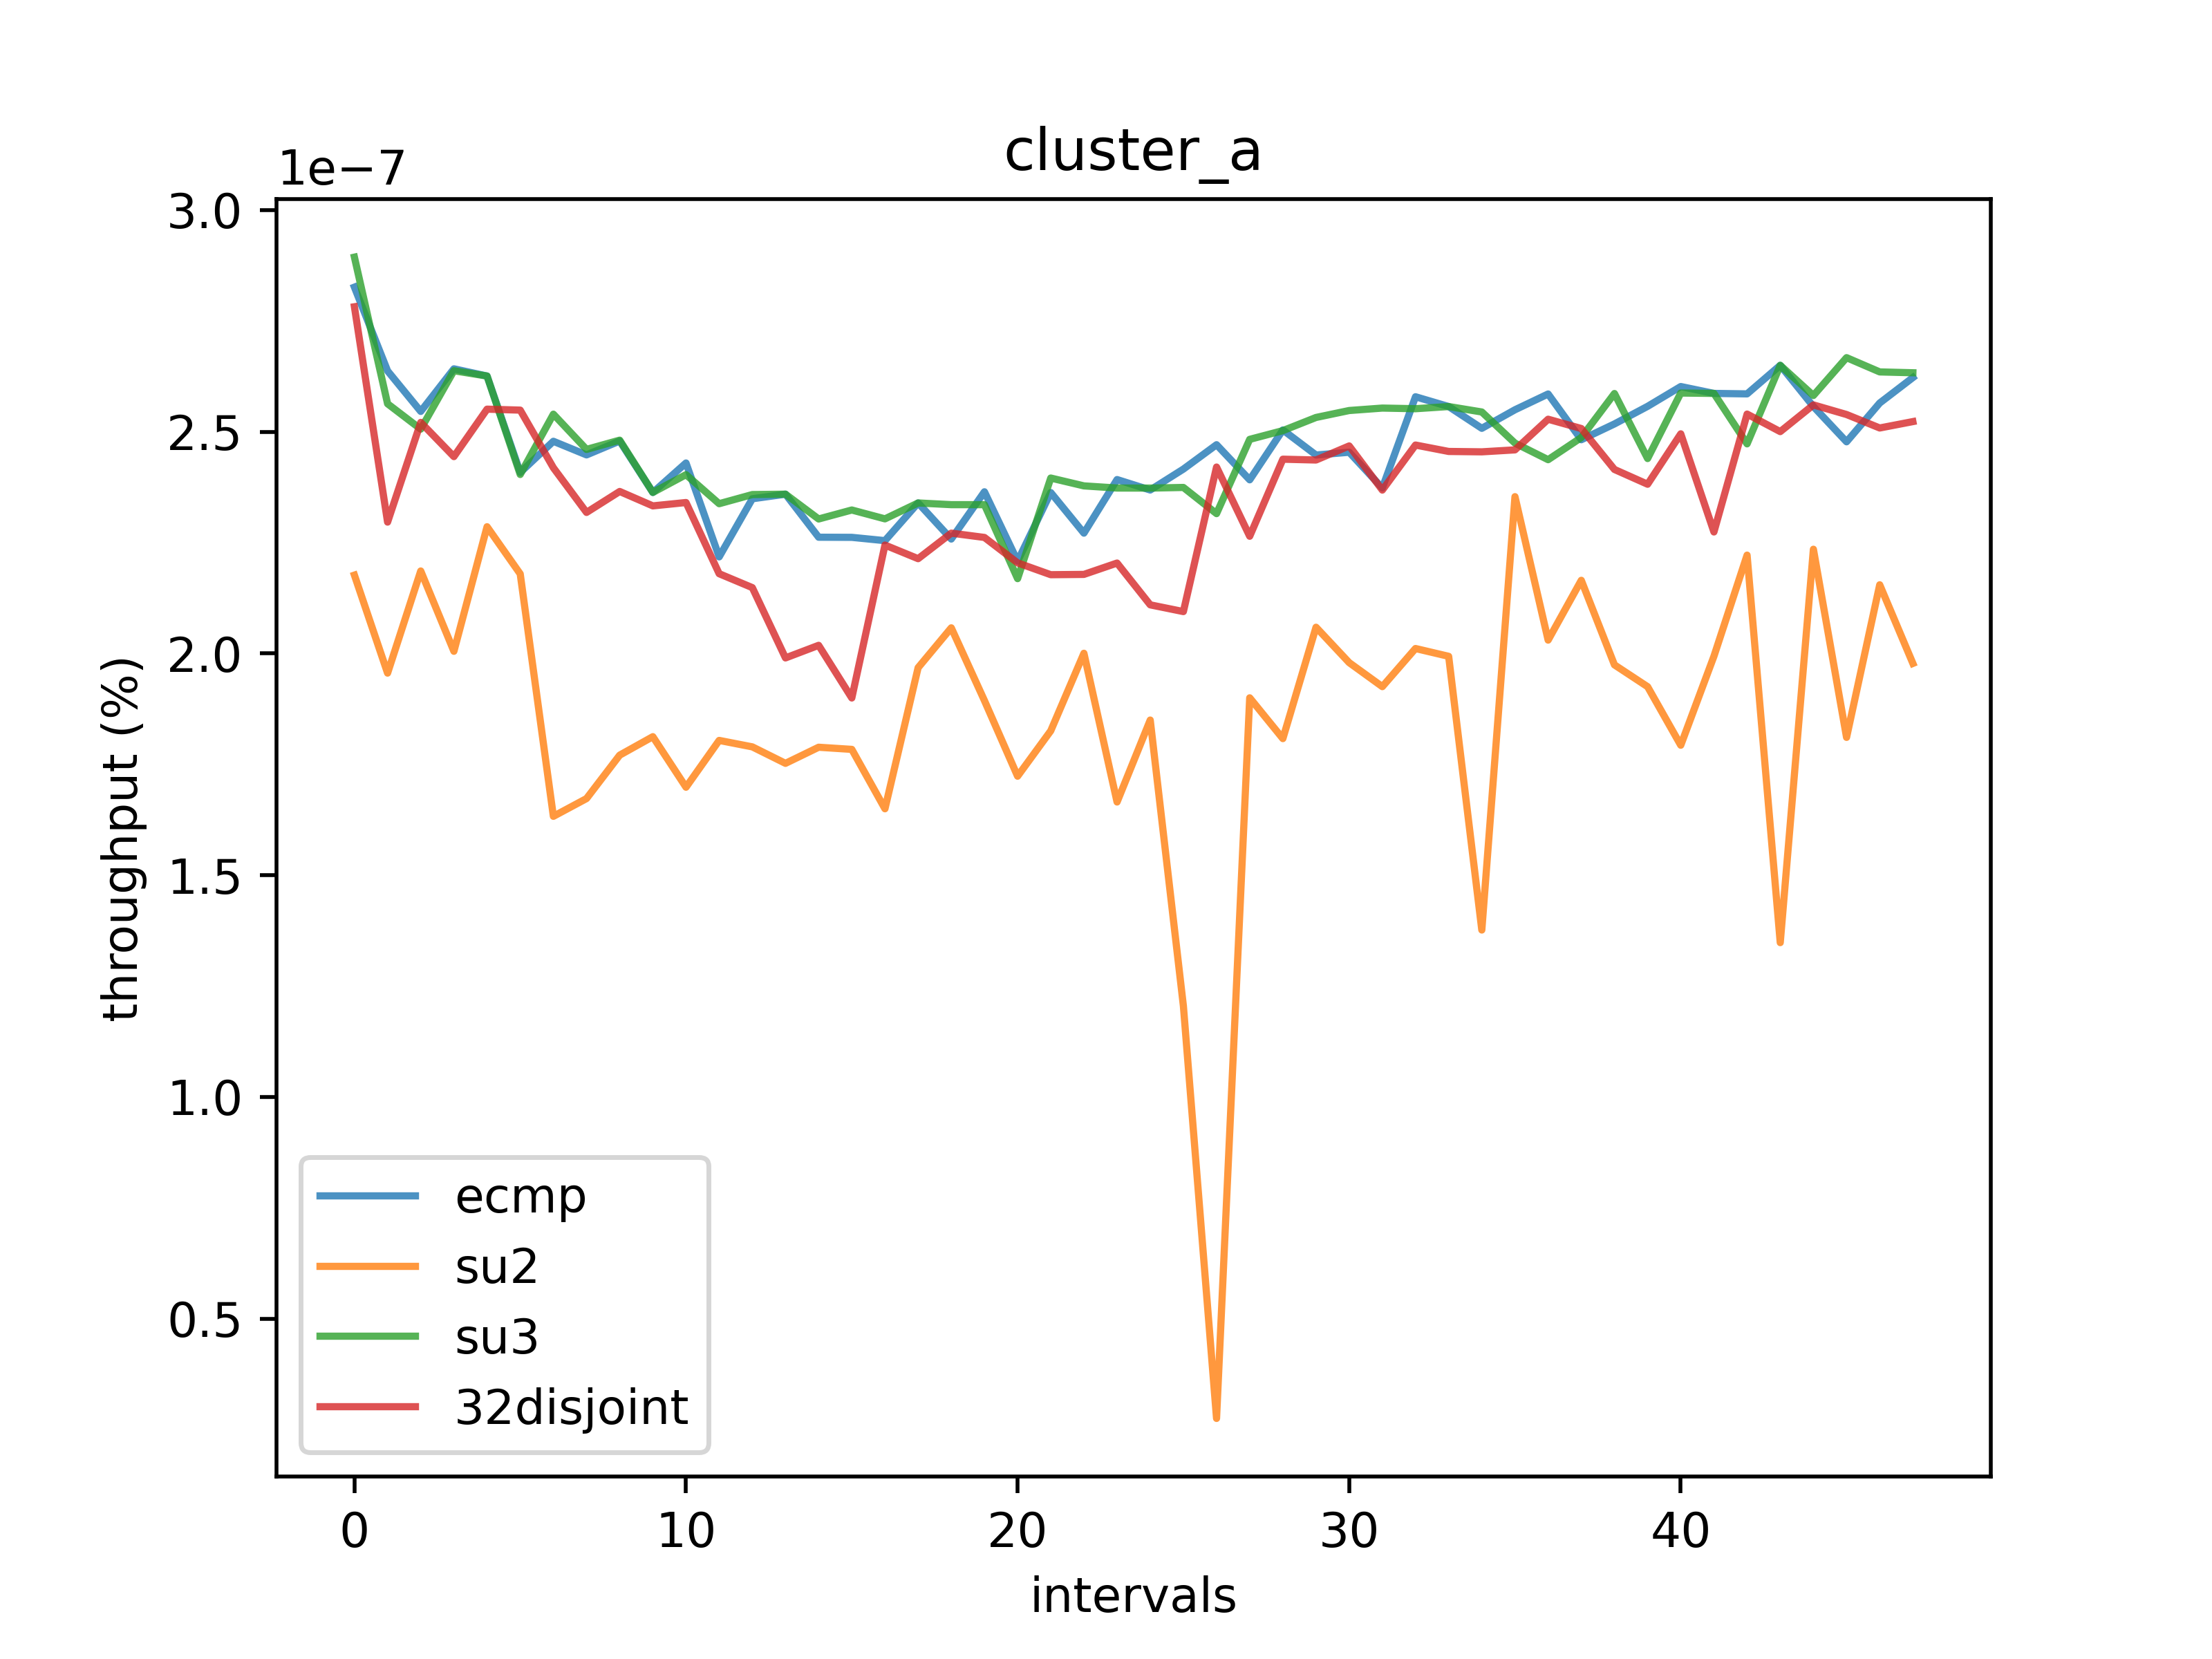 cluster_a
1e−7
3.0
2.5
2.0
1.5
1.0
0.5
throughput (%)
ecmp
su2
su3
32disjoint
0 10 20 30 40
intervals